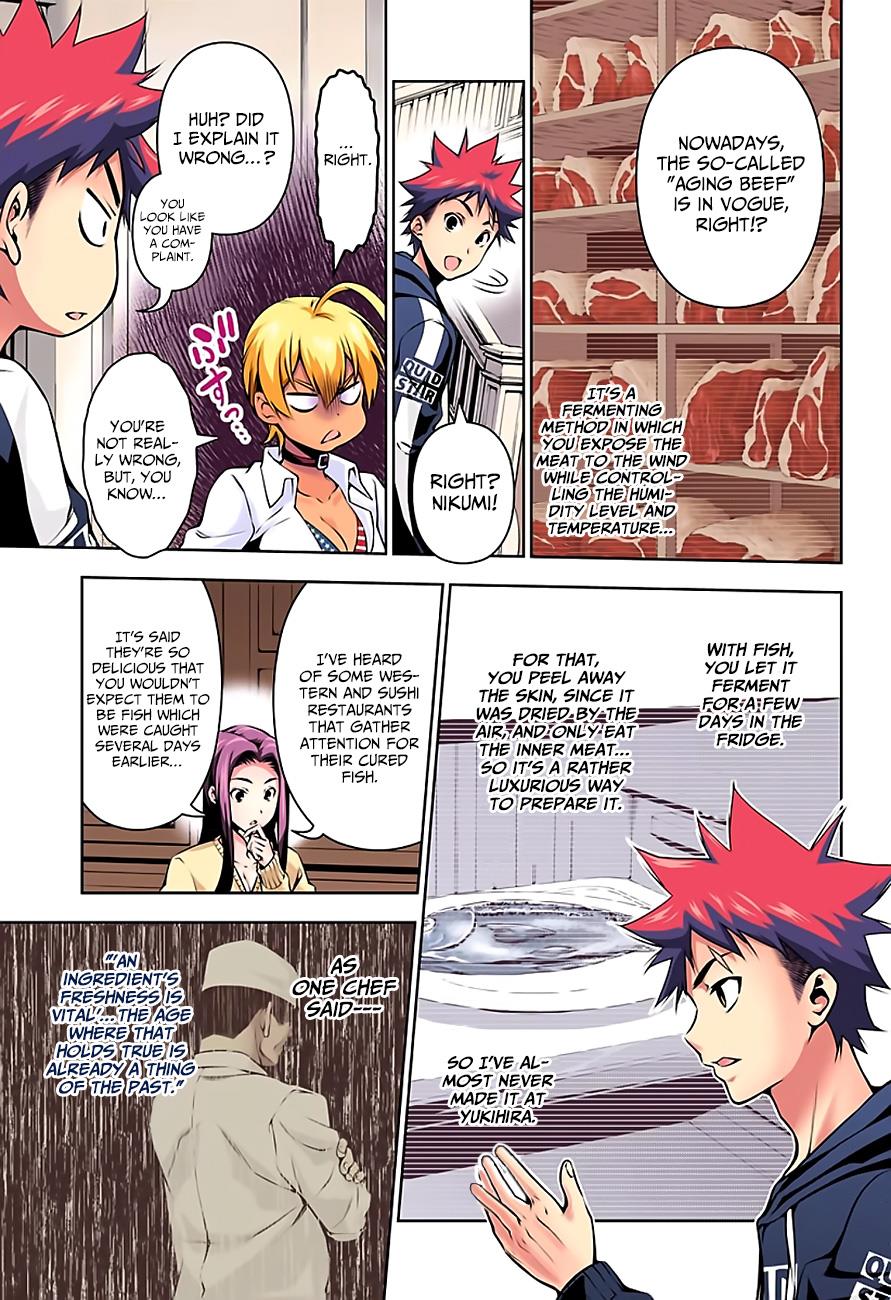 NOWADAYS,
THE SO-CALLED
"AGING BEEF"
IS IN VOGUE,
RIGHT!?
IT'S A
FERMENTING
METHOD IN WHICH
YOU EXPOSE THE
MEAT TO THE WIND
WHILE CONTROL-
LING THE HUMI-
DITY LEVEL AND
TEMPERATURE...
QUAD
STAR
RIGHT?
NIKUMI!
...
RIGHT.
HUH? DID
I EXPLAIN IT
WRONG...?
YOU
LOOK LIKE
YOU HAVE
A COM-
PLAINT.
ぶすっ…
YOU'RE
NOT REAL-
LY WRONG,
BUT, YOU
KNOW...
WITH FISH,
YOU LET IT
FERMENT
FOR A FEW
DAYS IN THE
FRIDGE.
FOR THAT,
YOU PEEL AWAY
THE SKIN, SINCE IT
WAS DRIED BY THE
AIR, AND ONLY EAT
THE INNER MEAT...
SO IT'S A RATHER
LUXURIOUS WAY
TO PREPARE IT.
SO I'VE AL-
MOST NEVER
MADE IT AT
YUKIHIRA.
QUAD
STAR
I'VE HEARD
OF SOME WES-
TERN AND SUSHI
RESTAURANTS
THAT GATHER
ATTENTION FOR
THEIR CURED
FISH.
IT'S SAID
THEY'RE SO
DELICIOUS THAT
YOU WOULDN'T
EXPECT THEM TO
BE FISH WHICH
WERE CAUGHT
SEVERAL DAYS
EARLIER...
AS
ONE CHEF
SAID---
"'AN
INGREDIENT'S
FRESHNESS IS
VITAL'... THE AGE
WHERE THAT
HOLDS TRUE IS
ALREADY A THING
OF THE PAST."